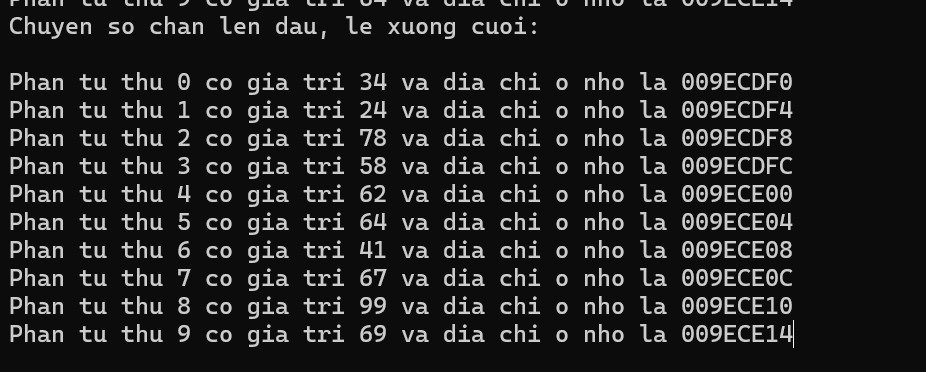 Phan tu thu 9 co gia tri 64 va dia chi o nho la 009ECE14
Chuyen so chan len dau, le xuong cuoi:
Phan tu thu 0 co gia tri 34 va dia chi o nho la 009ECDF0
Phan tu thu 1 co gia tri 24 va dia chi o nho la 009ECDF4
Phan tu thu 2 co gia tri 78 va dia chi o nho la 009ECDF8
Phan tu thu 3 co gia tri 58 va dia chi o nho la 009ECDFC
Phan tu thu 4 co gia tri 62 va dia chi o nho la 009ECE00
Phan tu thu 5 co gia tri 64 va dia chi o nho la 009ECE04
Phan tu thu 6 co gia tri 41 va dia chi o nho la 009ECE08
Phan tu thu 7 co gia tri 67 va dia chi o nho la 009ECE0C
Phan tu thu 8 co gia tri 99 va dia chi o nho la 009ECE10
Phan tu thu 9 co gia tri 69 va dia chi o nho la 009ECE14